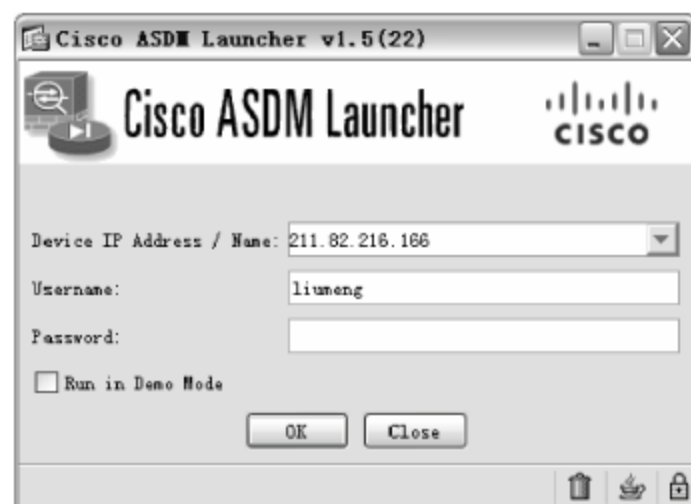 Cisco ASDM Launcher v1.5(22)
Cisco ASDM Launcher
CISCO
Device IP Address / Name: 211.82.216.166
Username: liumeng
Password:
Run in Demo Mode
OK Close